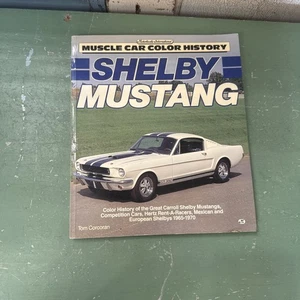 MUSCLE CAR COLOR HISTORY
SHELBY
MUSTANG
Color History of the Great Carroll Shelby Mustangs,
Competition Cars, Hertz Rent-A-Racers, Mexican and
European Shelbys 1965-1970
Tom Corcoran